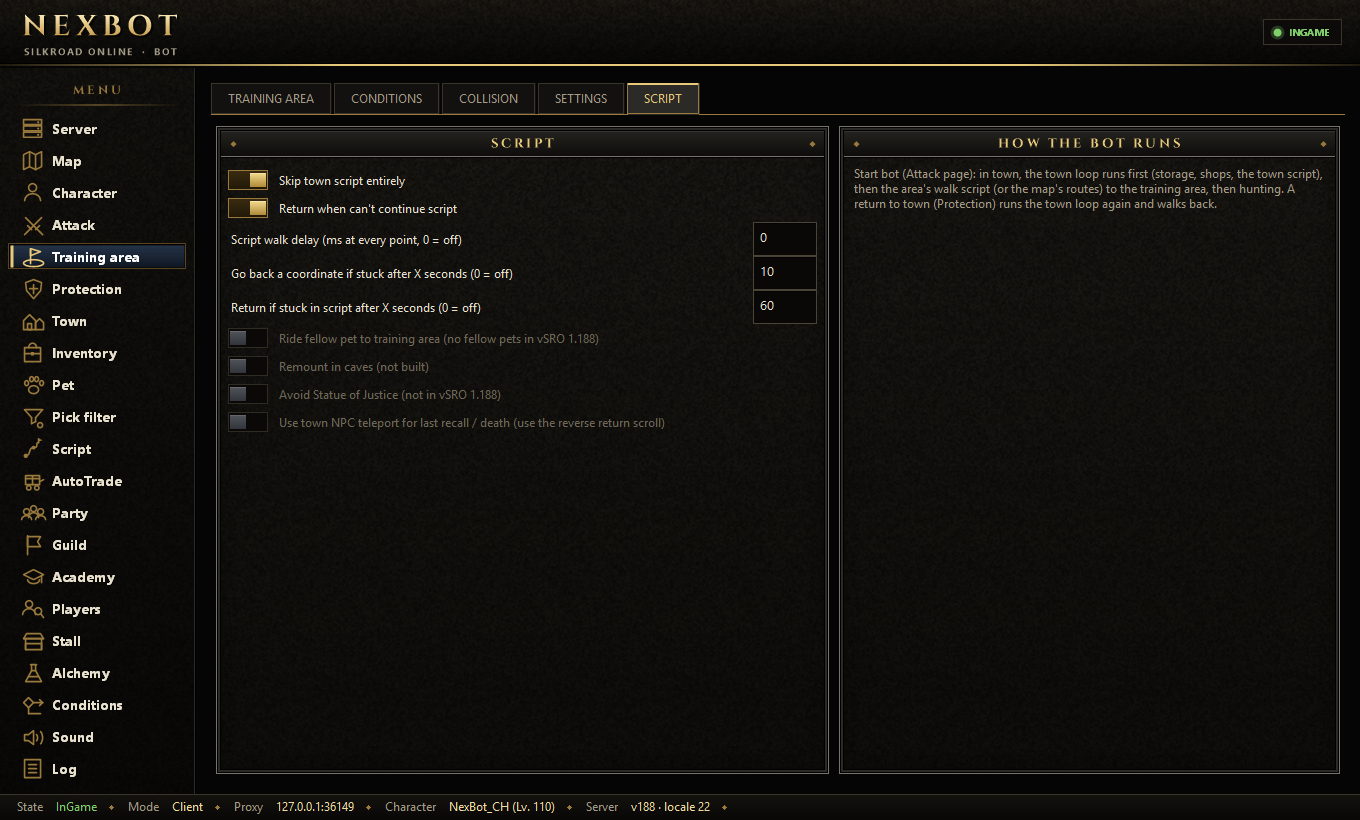 NEXBOT
SILKROAD ONLINE · BOT
INGAME
MENU
Server
Map
Character
Attack
Training area
Protection
Town
Inventory
Pet
Pick filter
Script
AutoTrade
Party
Guild
Academy
Players
Stall
Alchemy
Conditions
Sound
Log
TRAINING AREA
CONDITIONS
COLLISION
SETTINGS
SCRIPT
SCRIPT
Skip town script entirely
Return when can't continue script
Script walk delay (ms at every point, 0 = off)
0
Go back a coordinate if stuck after X seconds (0 = off)
10
Return if stuck in script after X seconds (0 = off)
60
Ride fellow pet to training area (no fellow pets in vSRO 1.188)
Remount in caves (not built)
Avoid Statue of Justice (not in vSRO 1.188)
Use town NPC teleport for last recall / death (use the reverse return scroll)
HOW THE BOT RUNS
Start bot (Attack page): in town, the town loop runs first (storage, shops, the town script),
then the area's walk script (or the map's routes) to the training area, then hunting. A
return to town (Protection) runs the town loop again and walks back.
State InGame Mode Client Proxy 127.0.0.1:36149 Character NexBot_CH (Lv. 110) Server v188 · locale 22